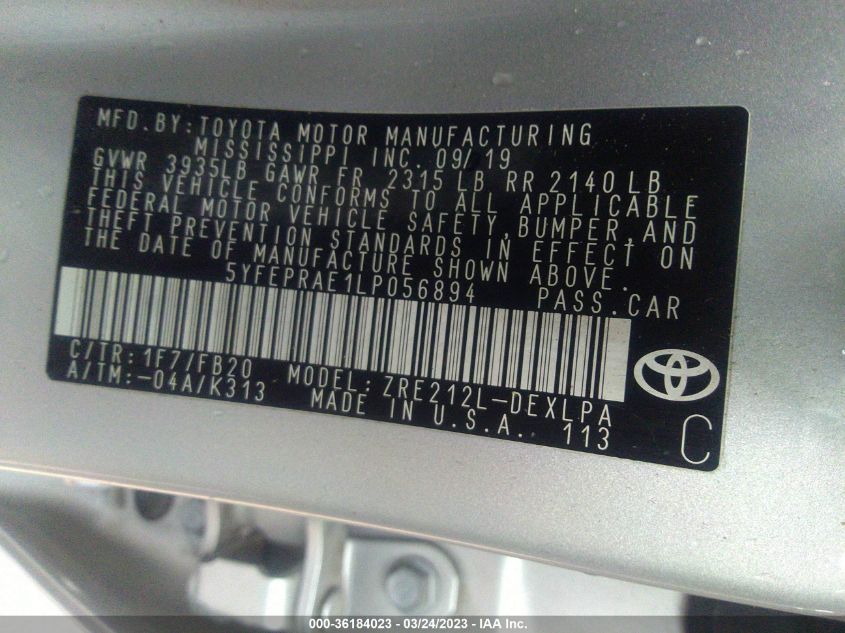 MFD.BY:TOYOTA MOTOR MANUFACTURING
MISSISSIPPI INC. 09/19
GVWR 3935LB GAWR FR 2315 LB RR 2140 LB
THIS VEHICLE CONFORMS TO ALL APPLICABLE
FEDERAL MOTOR VEHICLE SAFETY,BUMPER,AND
THEFT PREVENTION STANDARDS IN EFFECT ON
THE DATE OF MANUFACTURE SHOWN ABOVE.
5YFEPRAE1LP056894 PASS.CAR
C/TR:1F7/FB20 MODEL:ZRE212L-DEXLPA
A/TM:-04A/K313 MADE IN U.S.A. 113
C
000-36184023 - 03/24/2023 - IAA Inc.